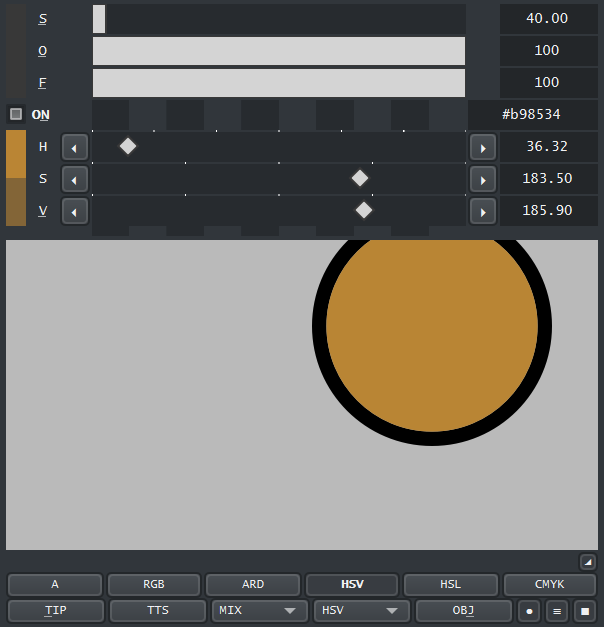 S 40.00
O 100
F 100
ON #b98534
H 36.32
S 183.50
V 185.90
A RGB ARD HSV HSL CMYK
TIP TTS MIX HSV OBJ